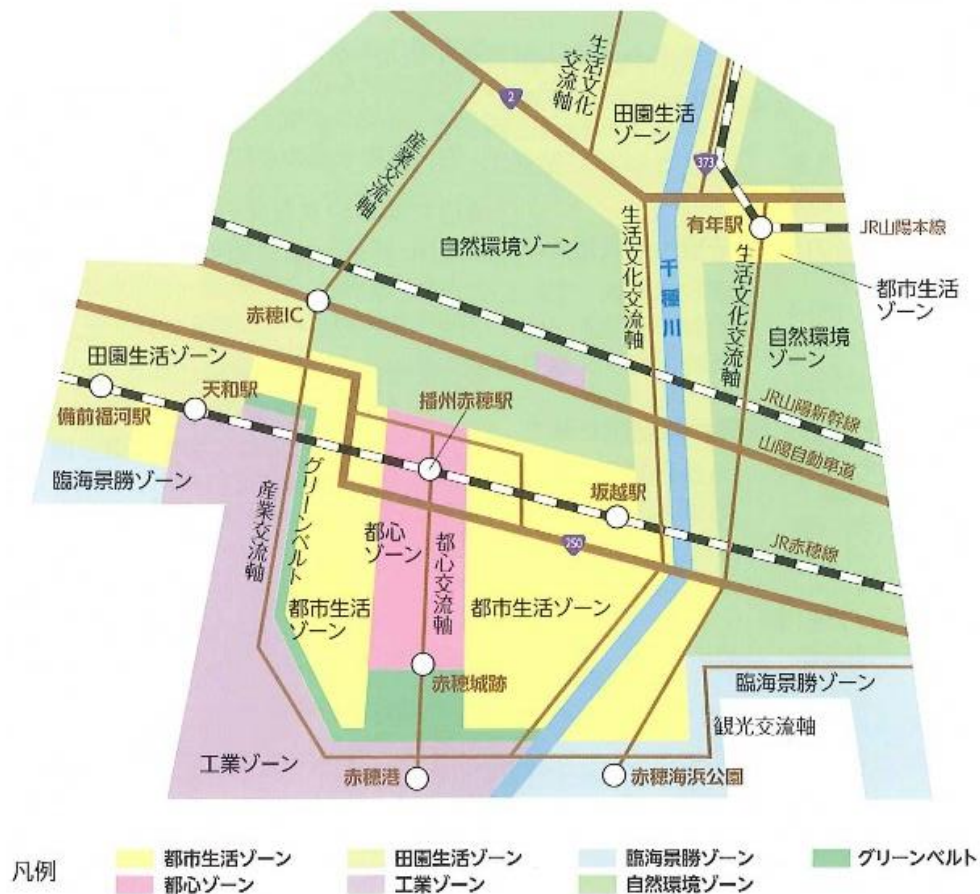 生活文化
交流軸
2
田園生活
ゾーン
産業交流軸
373
有年駅
JR山陽本線
自然環境ゾーン
生活文化交流軸
千種川
生活文化交流軸
都市生活
ゾーン
赤穂IC
自然環境
ゾーン
田園生活ゾーン
天和駅
播州赤穂駅
JR山陽新幹線
備前福河駅
山陽自動車道
臨海景勝ゾーン
グリーンベルト
産業交流軸
坂越駅
都心
ゾーン
都心交流軸
250
JR赤穂線
都市生活
ゾーン
都市生活ゾーン
赤穂城跡
臨海景勝ゾーン
観光交流軸
工業ゾーン
赤穂港
赤穂海浜公園
凡例
都市生活ゾーン
田園生活ゾーン
臨海景勝ゾーン
グリーンベルト
都心ゾーン
工業ゾーン
自然環境ゾーン